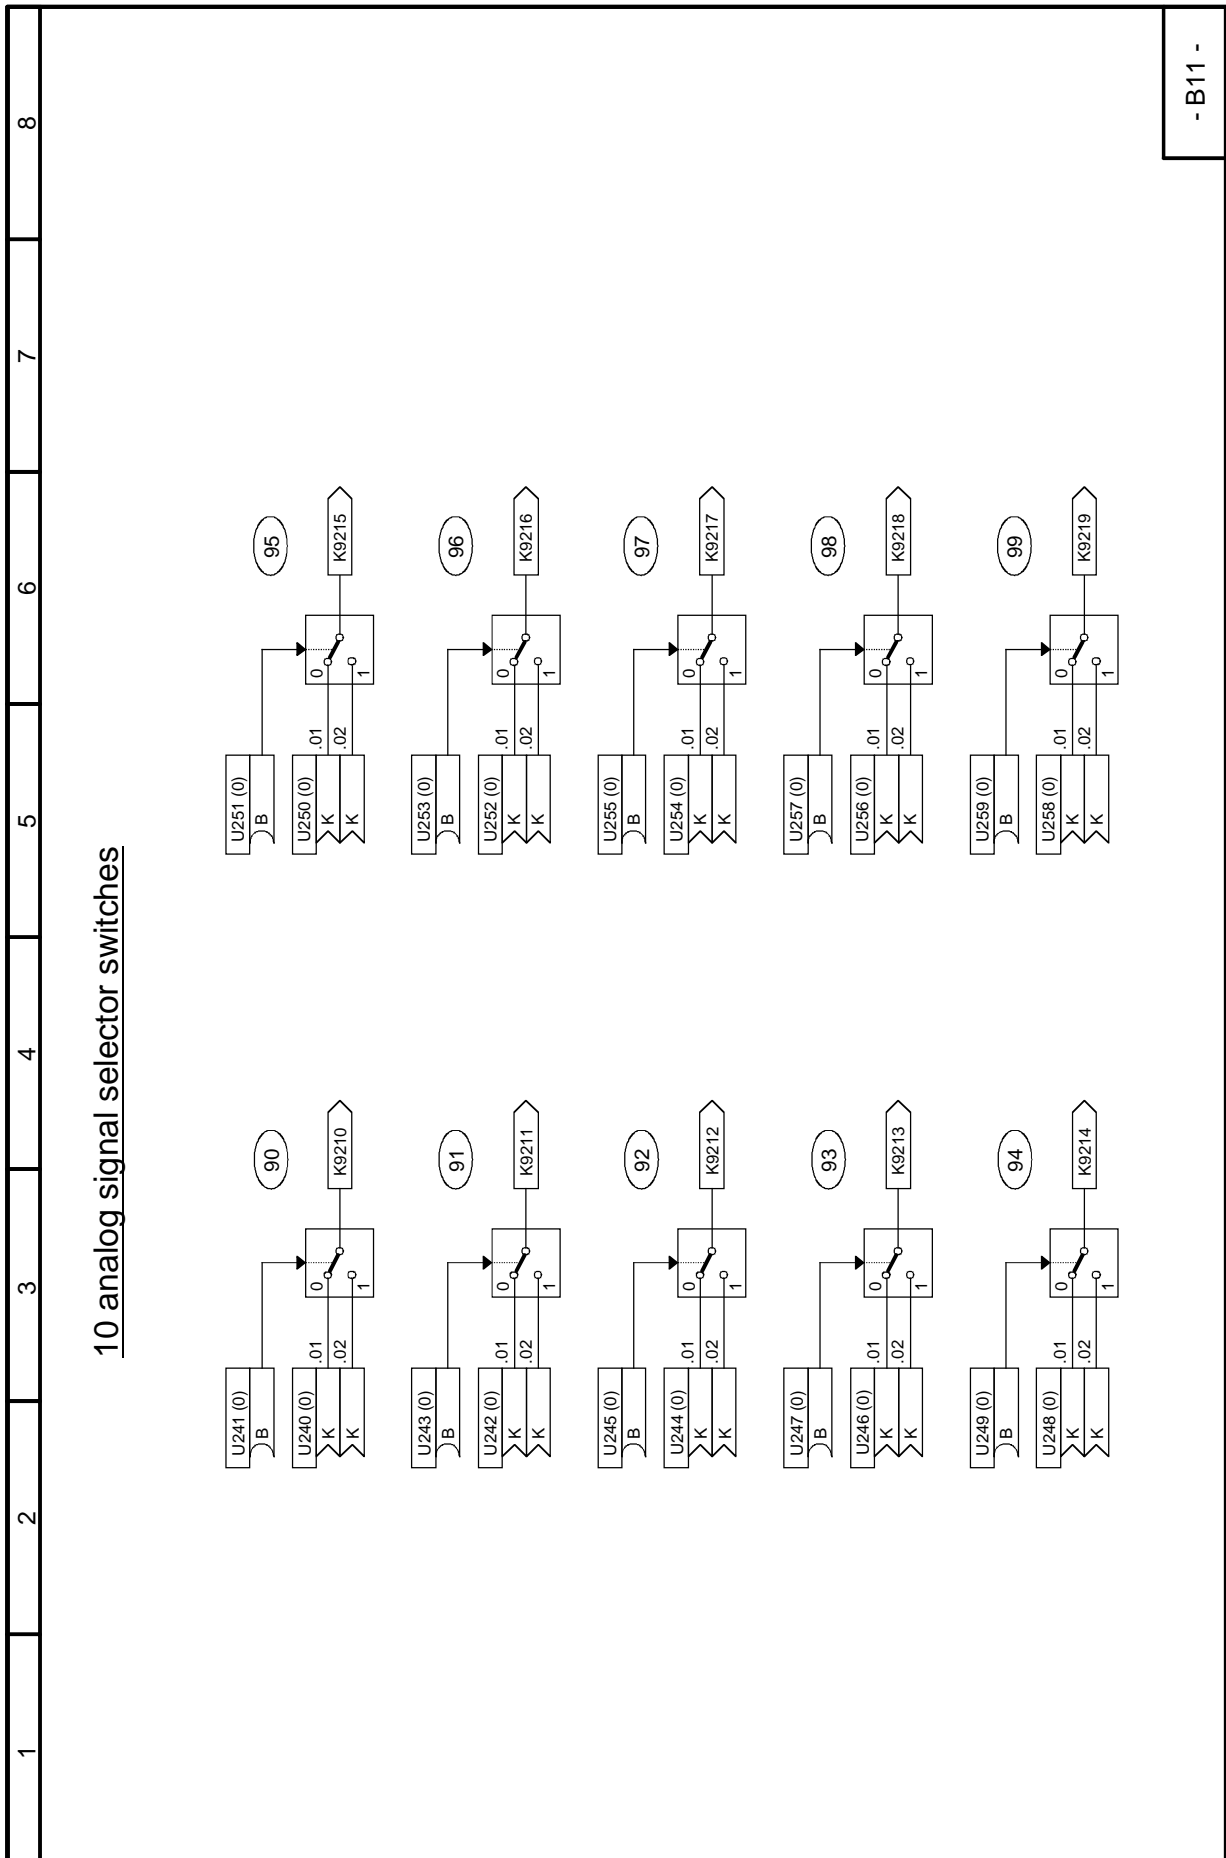 1 2 3 4 5 6 7 8
10 analog signal selector switches
U241 (0)
B
90
U240 (0)
K .01
K .02
0
1
K9210
U251 (0)
B
95
U250 (0)
K .01
K .02
0
1
K9215
U243 (0)
B
91
U242 (0)
K .01
K .02
0
1
K9211
U253 (0)
B
96
U252 (0)
K .01
K .02
0
1
K9216
U245 (0)
B
92
U244 (0)
K .01
K .02
0
1
K9212
U255 (0)
B
97
U254 (0)
K .01
K .02
0
1
K9217
U247 (0)
B
93
U246 (0)
K .01
K .02
0
1
K9213
U257 (0)
B
98
U256 (0)
K .01
K .02
0
1
K9218
U249 (0)
B
94
U248 (0)
K .01
K .02
0
1
K9214
U259 (0)
B
99
U258 (0)
K .01
K .02
0
1
K9219
- B11 -